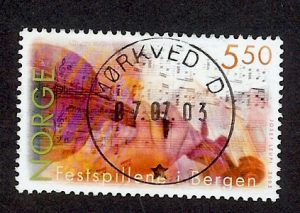 MØRKVED D
07.07.03
NORGE
5.50
Festspillene i Bergen